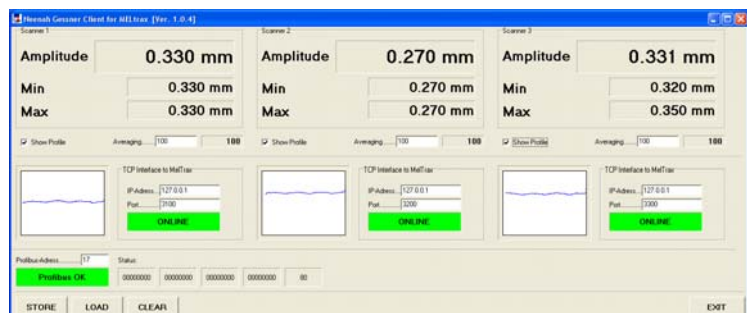 Neenah Gessner Client for MELtrax [Ver. 1.0.4]
Scanner 1
Amplitude 0.330 mm
Min 0.330 mm
Max 0.330 mm
Show Profile Averaging..... 100 100
TCP Interface to MelTrax
IP-Adress.... 127.0.0.1
Port............ 3100
ONLINE
Scanner 2
Amplitude 0.270 mm
Min 0.270 mm
Max 0.270 mm
Show Profile Averaging..... 100 100
TCP Interface to MelTrax
IP-Adress.... 127.0.0.1
Port............ 3200
ONLINE
Scanner 3
Amplitude 0.331 mm
Min 0.320 mm
Max 0.350 mm
Show Profile Averaging..... 100 100
TCP Interface to MelTrax
IP-Adress.... 127.0.0.1
Port............ 3300
ONLINE
Profibus-Adress............ 17 Status:
Profibus OK 00000000 00000000 00000000 00000000 00
STORE LOAD CLEAR EXIT